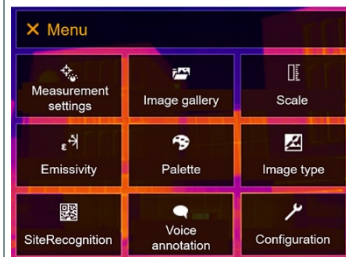 Menu
Measurement
settings
Image gallery
Scale
ε
Emissivity
Palette
Image type
SiteRecognition
Voice
annotation
Configuration